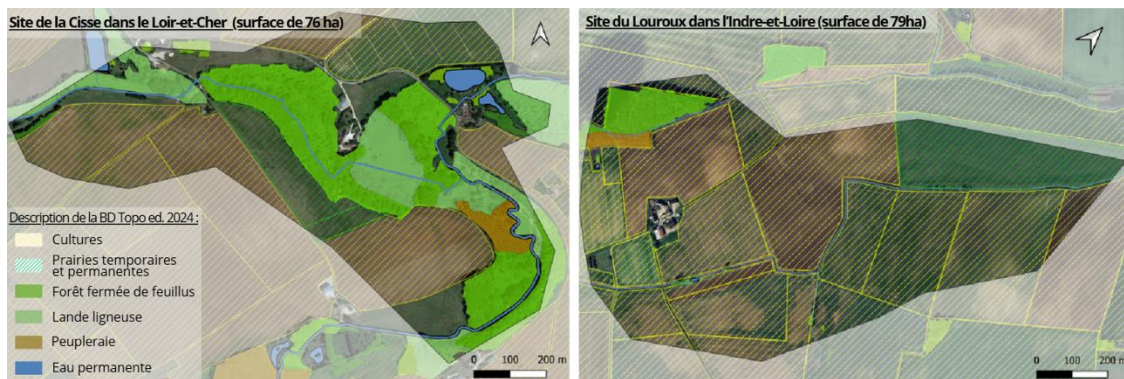 Site de la Cisse dans le Loir-et-Cher (surface de 76 ha)
Description de la BD Topo ed. 2024 :
Cultures
Prairies temporaires
et permanentes
Forêt fermée de feuillus
Lande ligneuse
Peupleraie
Eau permanente
0 100 200 m
Site du Louroux dans l'Indre-et-Loire (surface de 79ha)
0 100 200 m